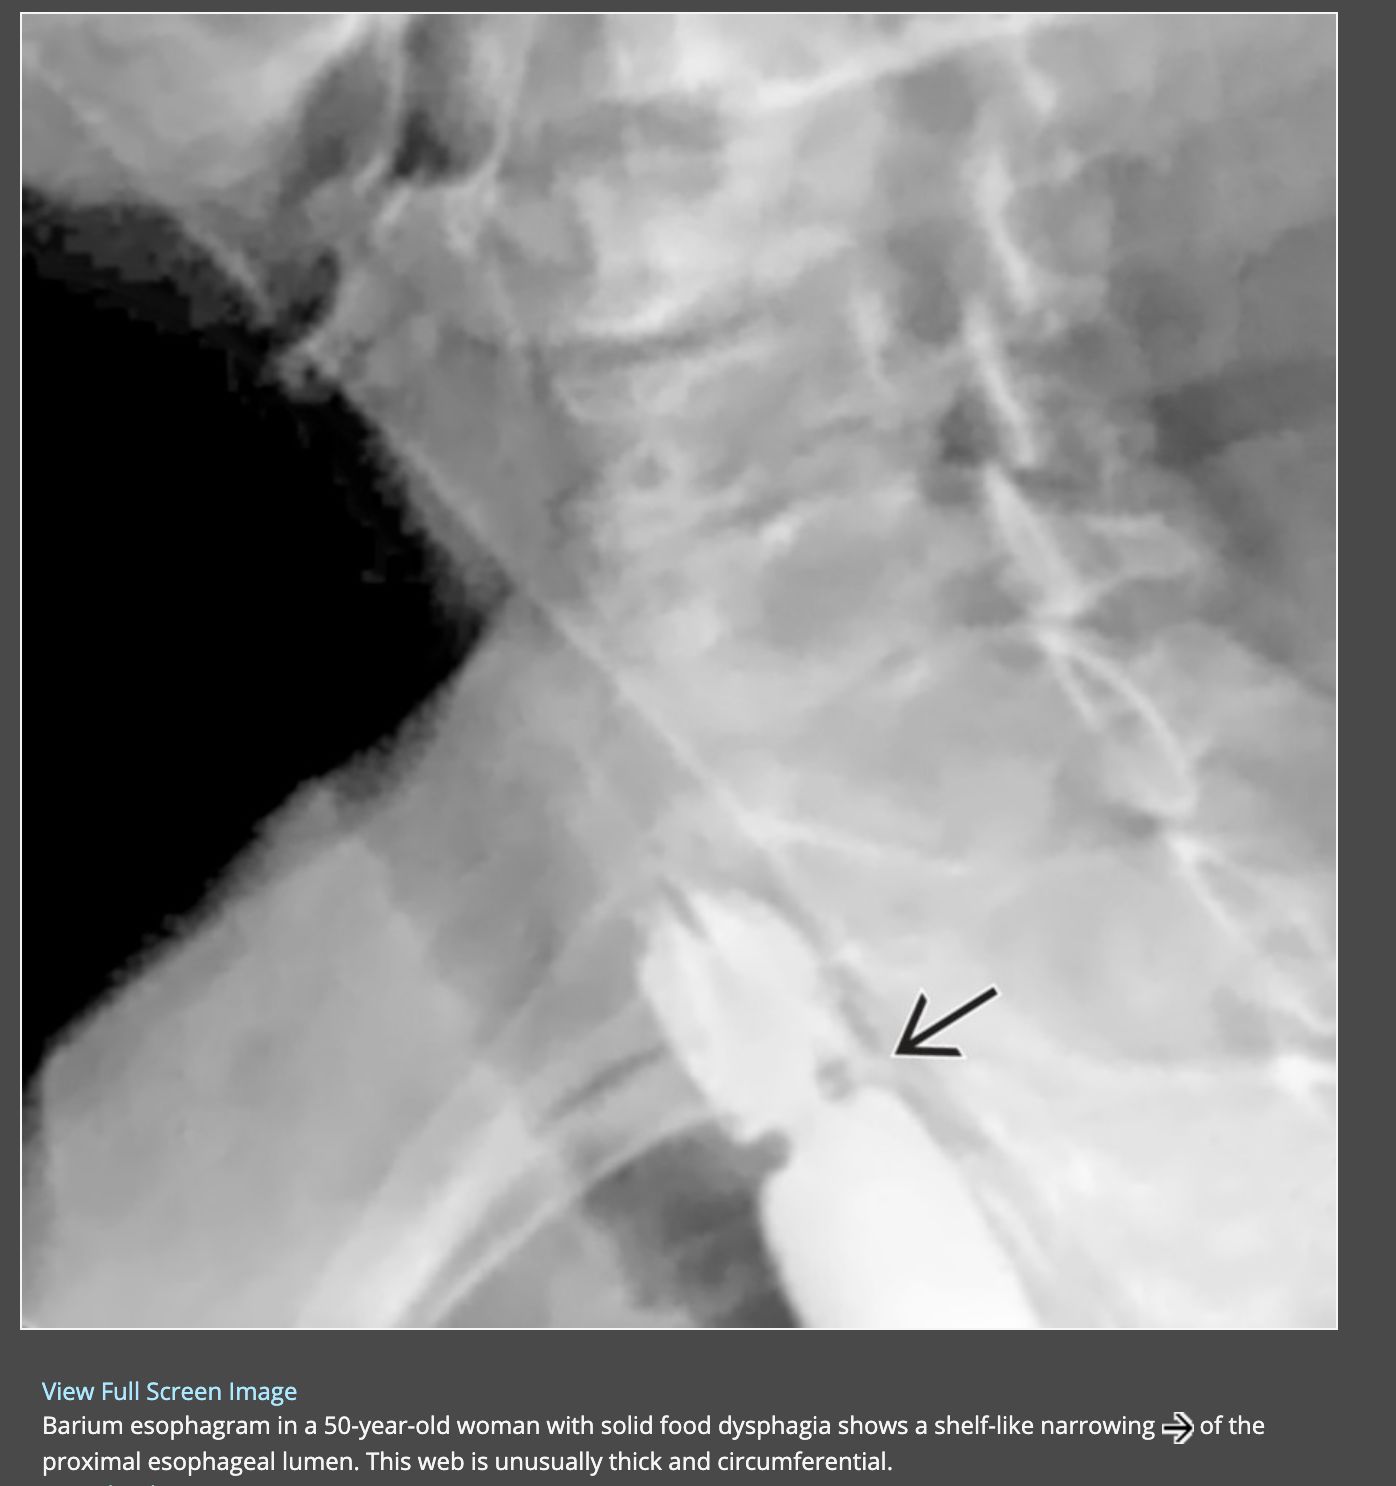 View Full Screen Image
Barium esophagram in a 50-year-old woman with solid food dysphagia shows a shelf-like narrowing of the
proximal esophageal lumen. This web is unusually thick and circumferential.